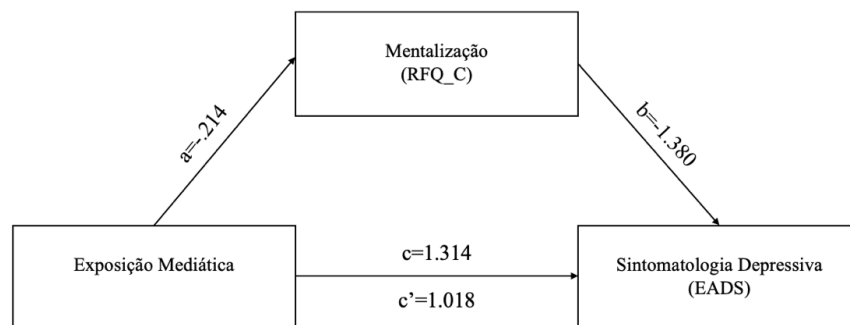 Mentalização
(RFQ_C)
a=-.214
b=-1.380
Exposição Mediática
c=1.314
c’=1.018
Sintomatologia Depressiva
(EADS)